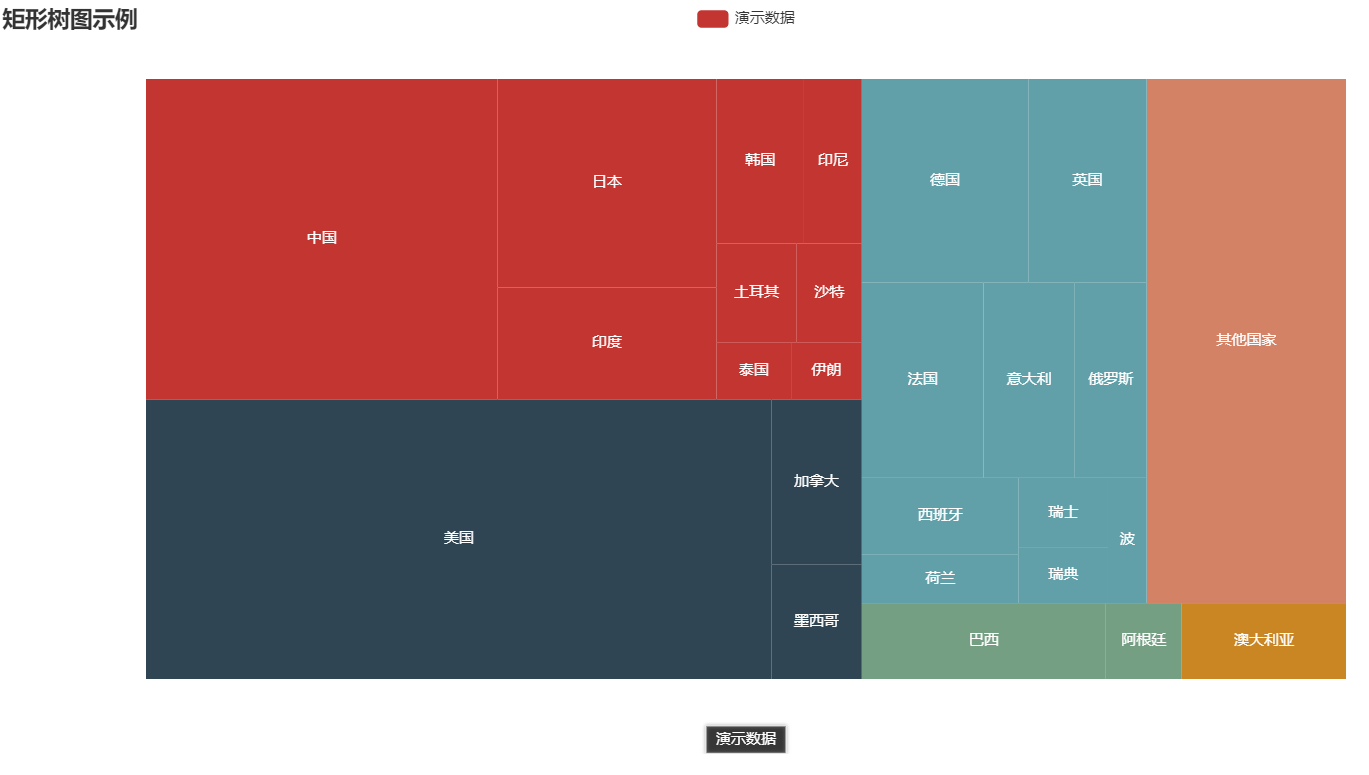 矩形树图示例
演示数据
中国
日本
印度
韩国
印尼
土耳其
沙特
泰国
伊朗
美国
加拿大
墨西哥
德国
英国
法国
意大利
俄罗斯
西班牙
荷兰
瑞士
瑞典
波
其他国家
巴西
阿根廷
澳大利亚
演示数据